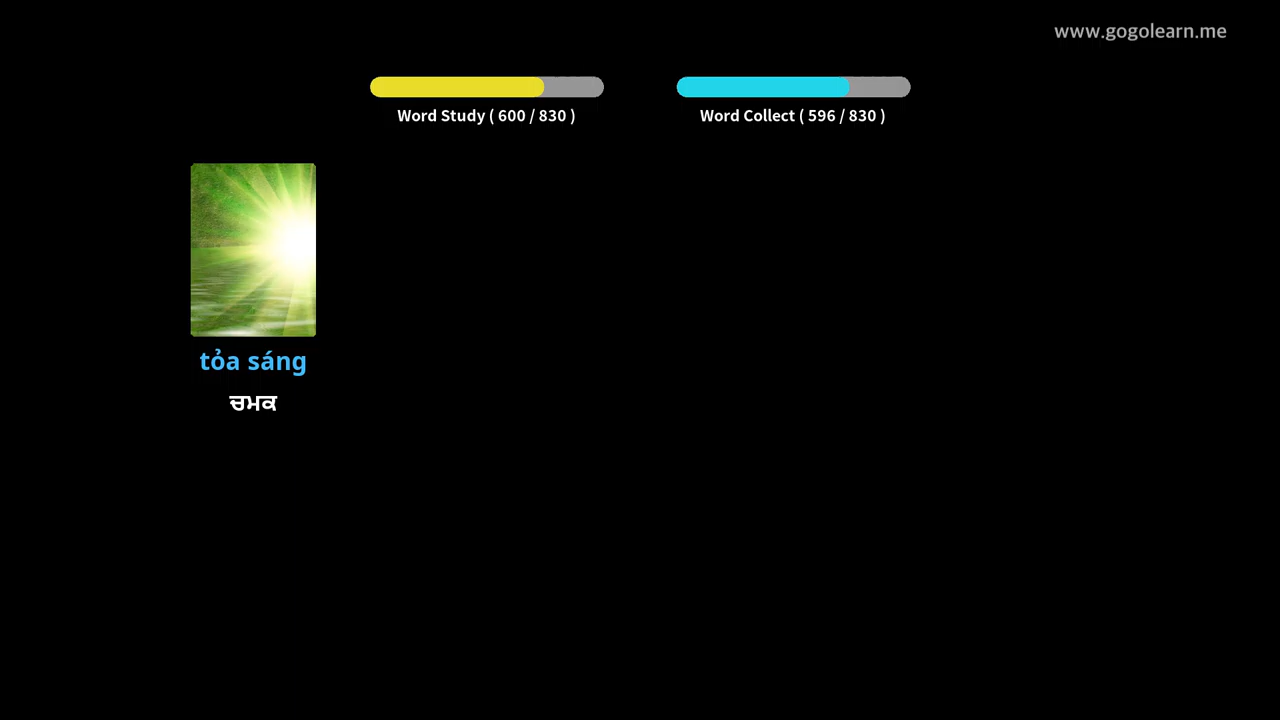 www.gogolearn.me
Word Study ( 600 / 830 )
Word Collect ( 596 / 830 )
tỏa sáng
ਚਮਕ